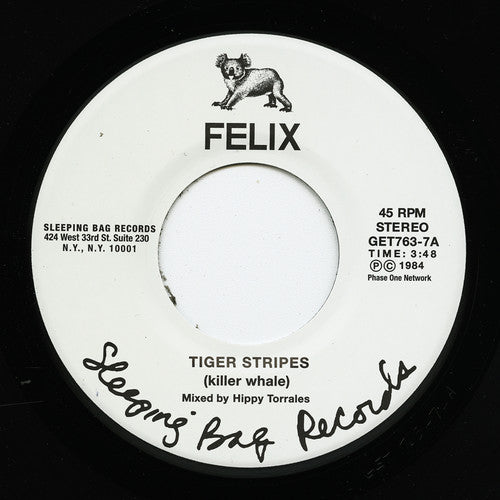 FELIX
SLEEPING BAG RECORDS
424 West 33rd St. Suite 230
N.Y., N.Y. 10001
45 RPM
STEREO
GET763-7A
TIME: 3:48
Ⓟ© 1984
Phase One Network
TIGER STRIPES
(killer whale)
Mixed by Hippy Torrales
Sleeping Bag Records